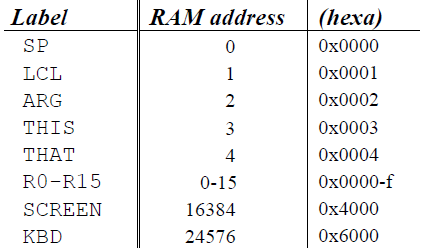 Label RAM address (hexa)
SP 0 0x0000
LCL 1 0x0001
ARG 2 0x0002
THIS 3 0x0003
THAT 4 0x0004
R0-R15 0-15 0x0000-f
SCREEN 16384 0x4000
KBD 24576 0x6000